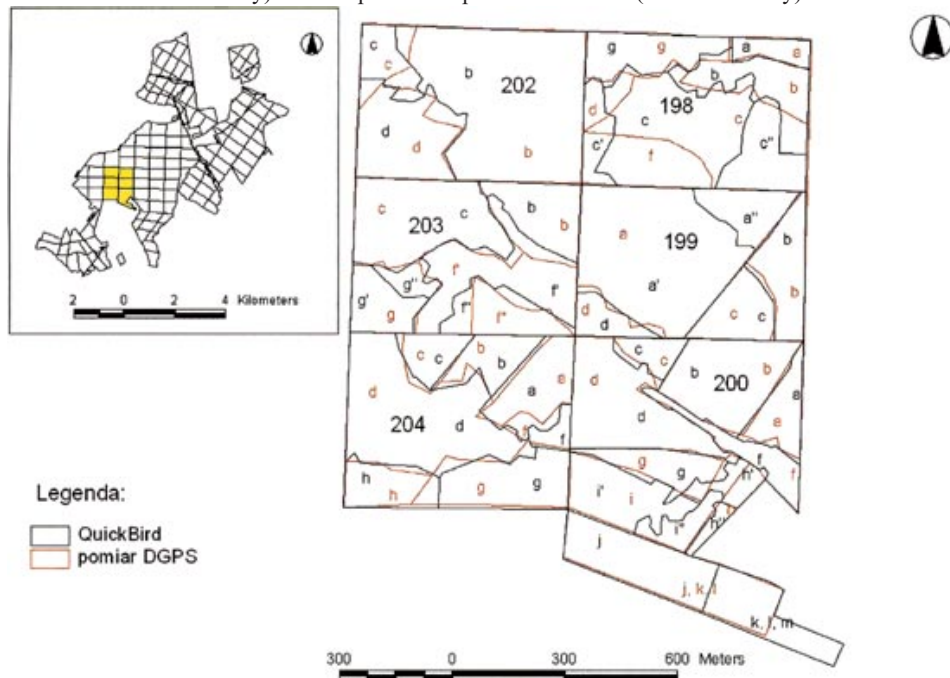 c
c
b
202
d
d
b
g
g
a
a
b
b
d
198
c
c
c'
f
c"
2 0 2 4 Kilometers
c
c
b
203
b
f'
g"
g'
g
f"
f'
f"
a"
a
199
b
a'
b
d
d
c
c
c
c
b
b
a
a
d
204
d
f
f
h
h
g
g
c
c
b
b
d
200
a
a
d
f
f
g
g
h'
i'
i
i"
h"
j
j, k, l
k, l, m
Legenda:
QuickBird
pomiar DGPS
300 0 300 600 Meters